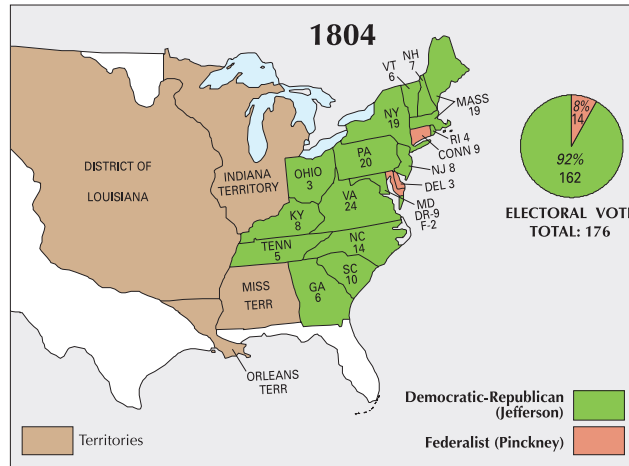 1804
VT
6
NH
7
MASS
19
NY
19
RI 4
CONN 9
PA
20
NJ 8
DEL 3
MD
DR-9
F-2
DISTRICT OF
LOUISIANA
INDIANA
TERRITORY
OHIO
3
VA
24
KY
8
TENN
5
NC
14
SC
10
MISS
TERR
GA
6
ORLEANS
TERR
8%
14
92%
162
ELECTORAL VOT
TOTAL: 176
Democratic-Republican
(Jefferson)
Federalist (Pinckney)
Territories